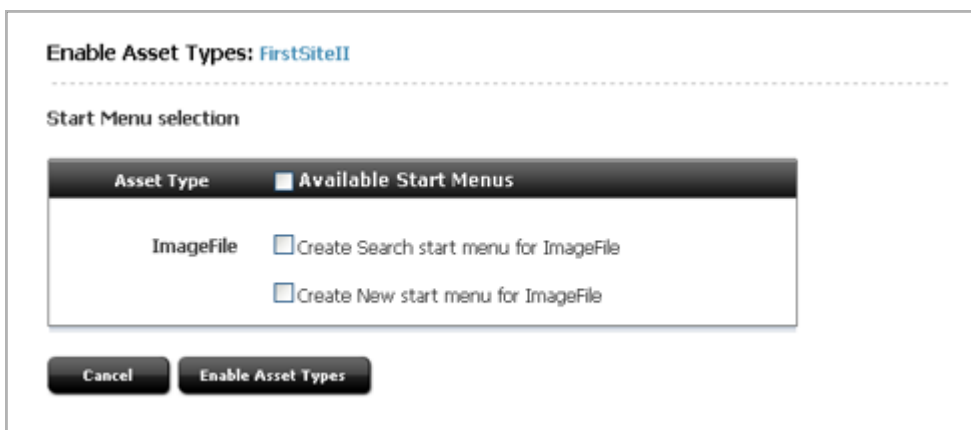 Enable Asset Types: FirstSiteII
Start Menu selection
Asset Type Available Start Menus
ImageFile Create Search start menu for ImageFile
Create New start menu for ImageFile
Cancel Enable Asset Types